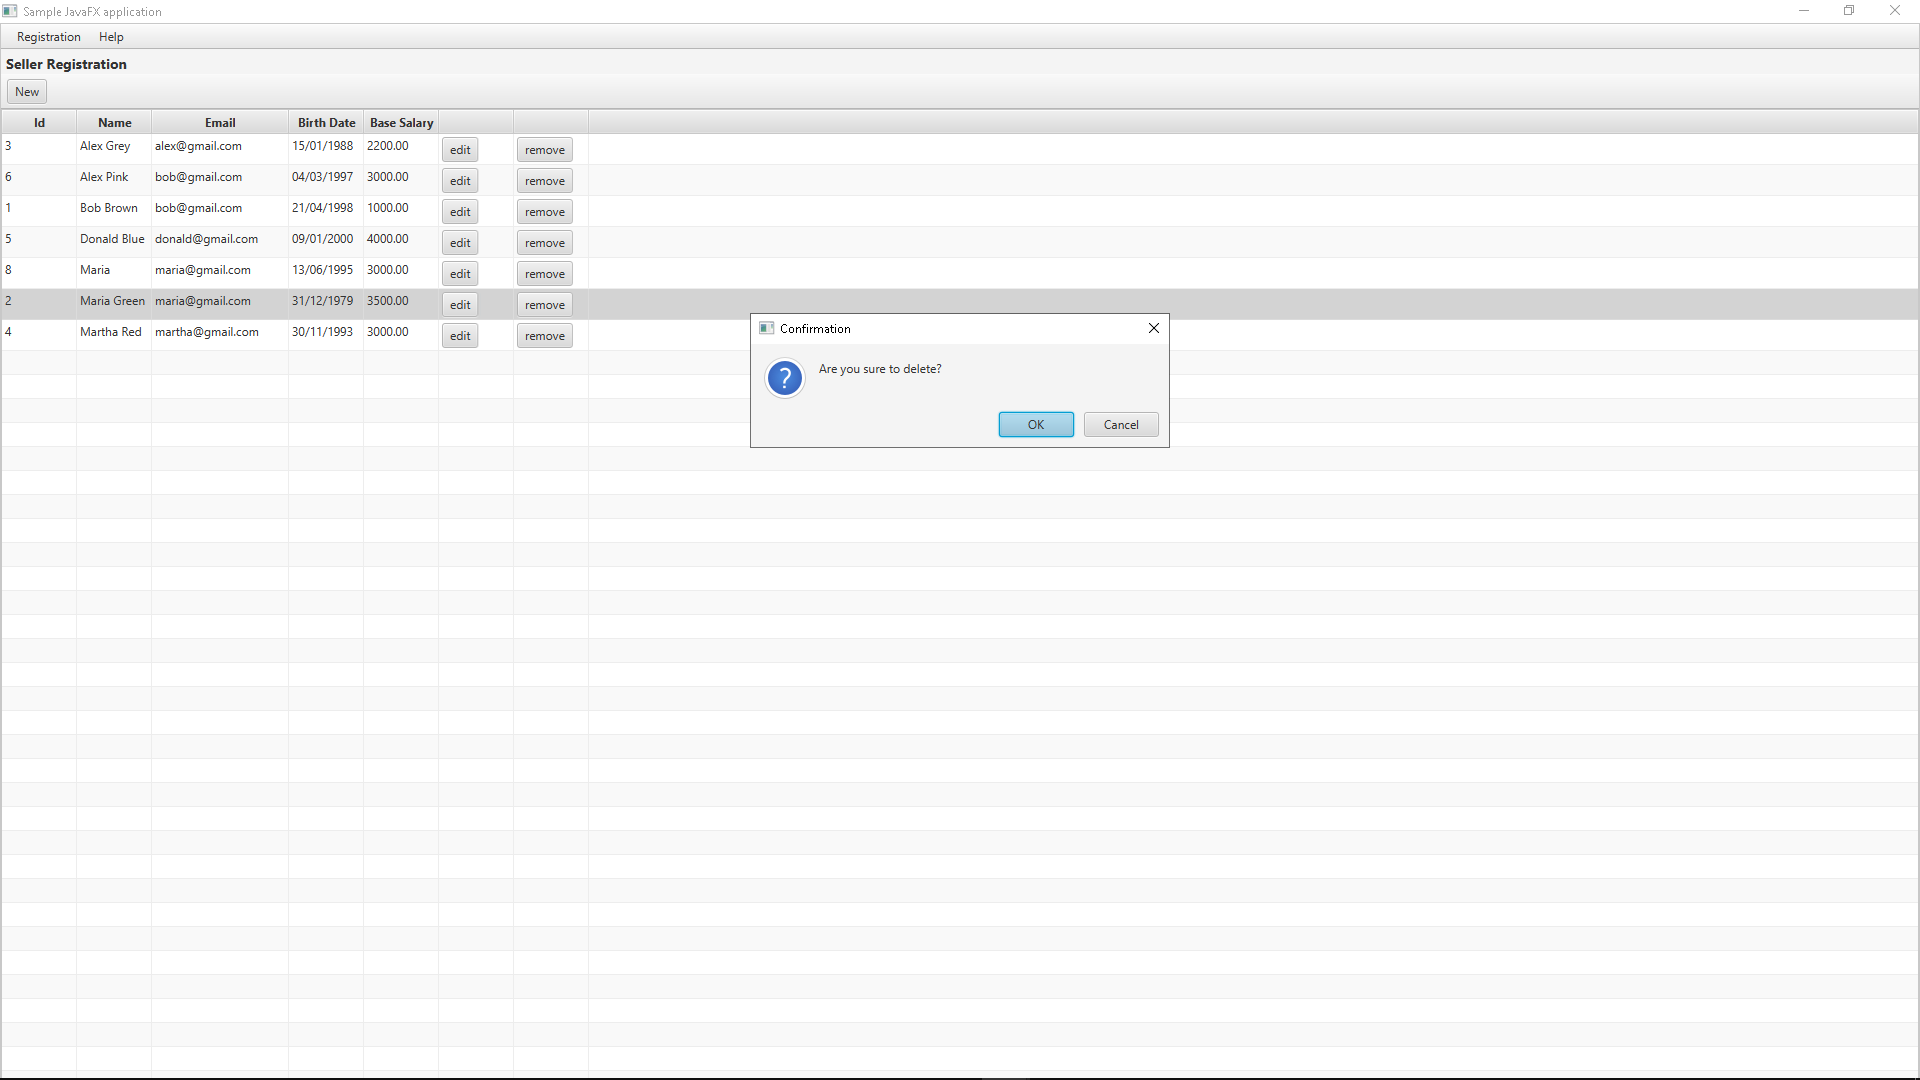 Sample JavaFX application
Registration Help
Seller Registration
New
Id Name Email Birth Date Base Salary
3 Alex Grey alex@gmail.com 15/01/1988 2200.00 edit remove
6 Alex Pink bob@gmail.com 04/03/1997 3000.00 edit remove
1 Bob Brown bob@gmail.com 21/04/1998 1000.00 edit remove
5 Donald Blue donald@gmail.com 09/01/2000 4000.00 edit remove
8 Maria maria@gmail.com 13/06/1995 3000.00 edit remove
2 Maria Green maria@gmail.com 31/12/1979 3500.00 edit remove
4 Martha Red martha@gmail.com 30/11/1993 3000.00 edit remove
Confirmation
Are you sure to delete?
OK Cancel